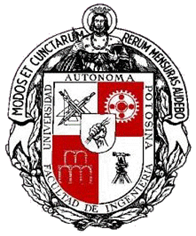 MODOS ET CUNCTARUM RERUM MENSURAS AUDEBO
UNIVERSIDAD AUTONOMA POTOSINA
FACULTAD DE INGENIERIA